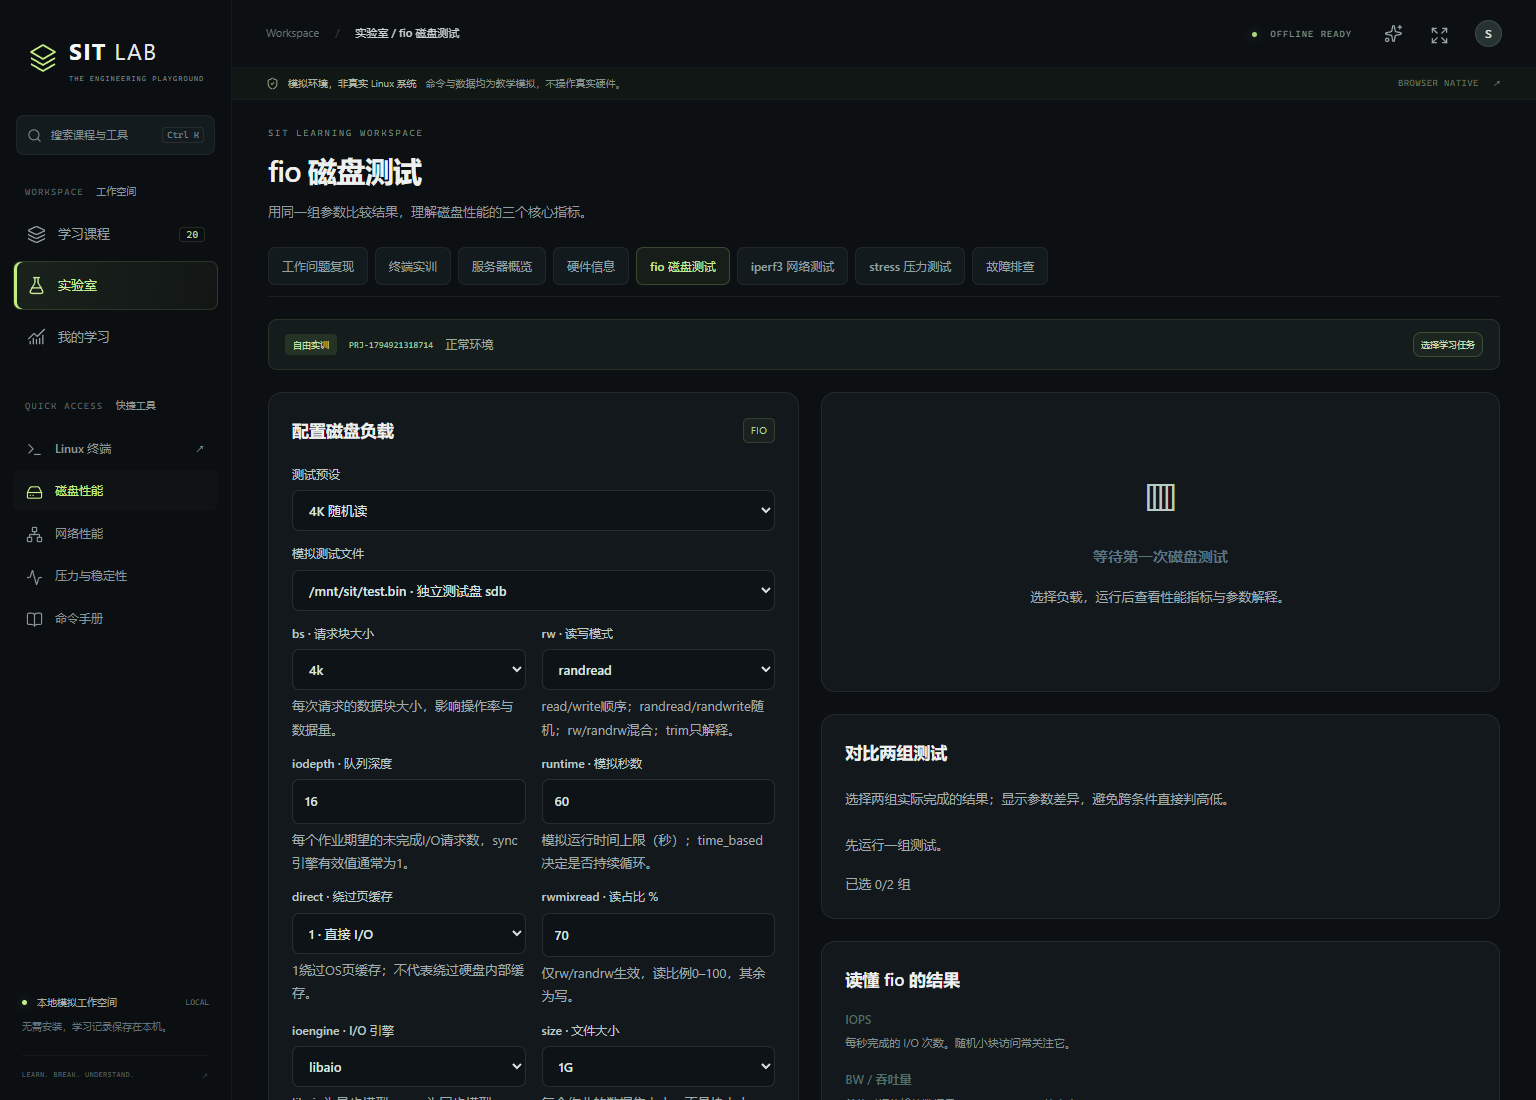 SIT LAB
THE ENGINEERING PLAYGROUND
搜索课程与工具 Ctrl K
WORKSPACE 工作空间
学习课程 20
实验室
我的学习
QUICK ACCESS 快捷工具
Linux 终端 ↗
磁盘性能
网络性能
压力与稳定性
命令手册
本地模拟工作空间 LOCAL
无需安装，学习记录保存在本机。
LEARN. BREAK. UNDERSTAND. ↗
Workspace / 实验室 / fio 磁盘测试
OFFLINE READY
S
模拟环境，非真实 Linux 系统 命令与数据均为教学模拟，不操作真实硬件。
BROWSER NATIVE ↗
SIT LEARNING WORKSPACE
fio 磁盘测试
用同一组参数比较结果，理解磁盘性能的三个核心指标。
工作问题复现 终端实训 服务器概览 硬件信息 fio 磁盘测试 iperf3 网络测试 stress 压力测试 故障排查
自由实训 PRJ-1794921318714 正常环境 选择学习任务
配置磁盘负载 FIO
测试预设
4K 随机读
模拟测试文件
/mnt/sit/test.bin · 独立测试盘 sdb
bs · 请求块大小
4k
每次请求的数据块大小，影响操作率与
数据量。
rw · 读写模式
randread
read/write顺序；randread/randwrite随
机；rw/randrw混合；trim只解释。
iodepth · 队列深度
16
每个作业期望的未完成I/O请求数，sync
引擎有效值通常为1。
runtime · 模拟秒数
60
模拟运行时间上限（秒）；time_based
决定是否持续循环。
direct · 绕过页缓存
1 · 直接 I/O
1绕过OS页缓存；不代表绕过硬盘内部缓
存。
rwmixread · 读占比 %
70
仅rw/randrw生效，读比例0–100，其余
为写。
ioengine · I/O 引擎
libaio
size · 文件大小
1G
等待第一次磁盘测试
选择负载，运行后查看性能指标与参数解释。
对比两组测试
选择两组实际完成的结果；显示参数差异，避免跨条件直接判高低。
先运行一组测试。
已选 0/2 组
读懂 fio 的结果
IOPS
每秒完成的 I/O 次数。随机小块访问常关注它。
BW / 吞吐量